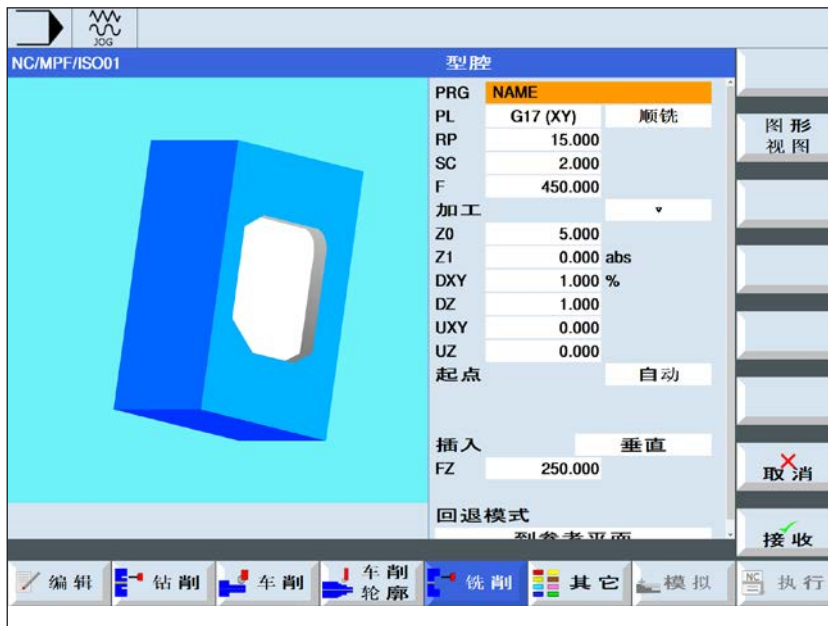 JOG
NC/MPF/ISO01
型腔
PRG NAME
PL G17 (XY) 顺铣
RP 15.000
SC 2.000
F 450.000
加工 ▿
Z0 5.000
Z1 0.000 abs
DXY 1.000 %
DZ 1.000
UXY 0.000
UZ 0.000
起点 自动
插入 垂直
FZ 250.000
回退模式
到参考平面
图形
视图
取消
接收
编辑
钻削
车削
车削
轮廓
铣削
其它
模拟
NC
执行